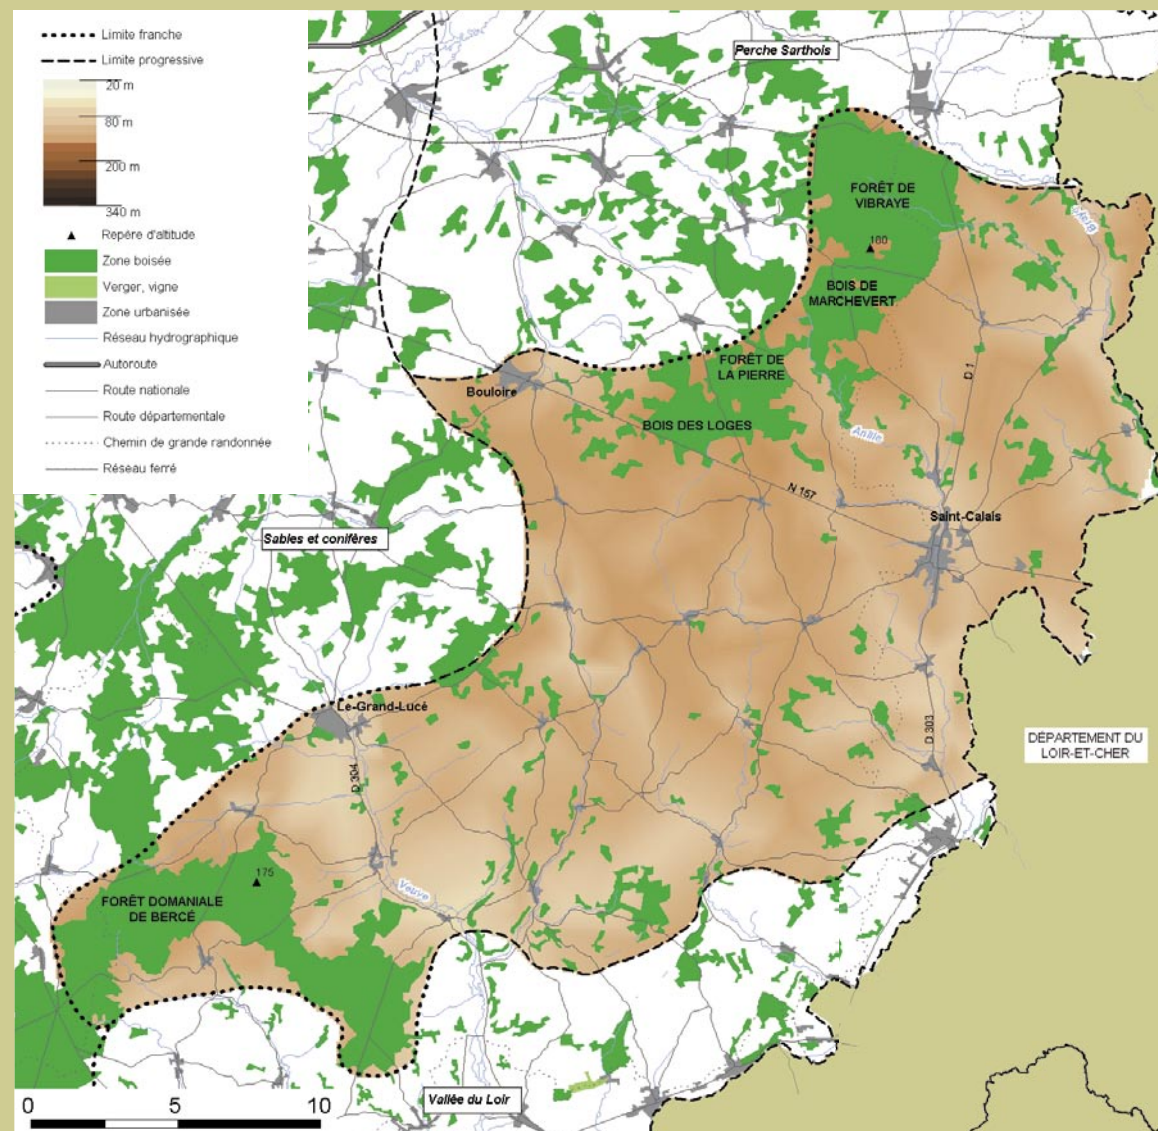 Limite franche
Limite progressive
20 m
80 m
200 m
340 m
Repère d'altitude
Zone boisée
Verger, vigne
Zone urbanisée
Réseau hydrographique
Autoroute
Route nationale
Route départementale
Chemin de grande randonnée
Réseau ferré
Perche Sarthois
FORÊT DE
VIBRAYE
Braye
180
BOIS DE
MARCHEVERT
FORÊT DE
LA PIERRE
D 1
Bouloire
BOIS DES LOGES
Anille
N 157
Saint-Calais
Sables et conifères
Le-Grand-Lucé
D 303
DÉPARTEMENT DU
LOIR-ET-CHER
D 304
175
Veuve
FORÊT DOMANIALE
DE BERCÉ
Vallée du Loir
0 5 10